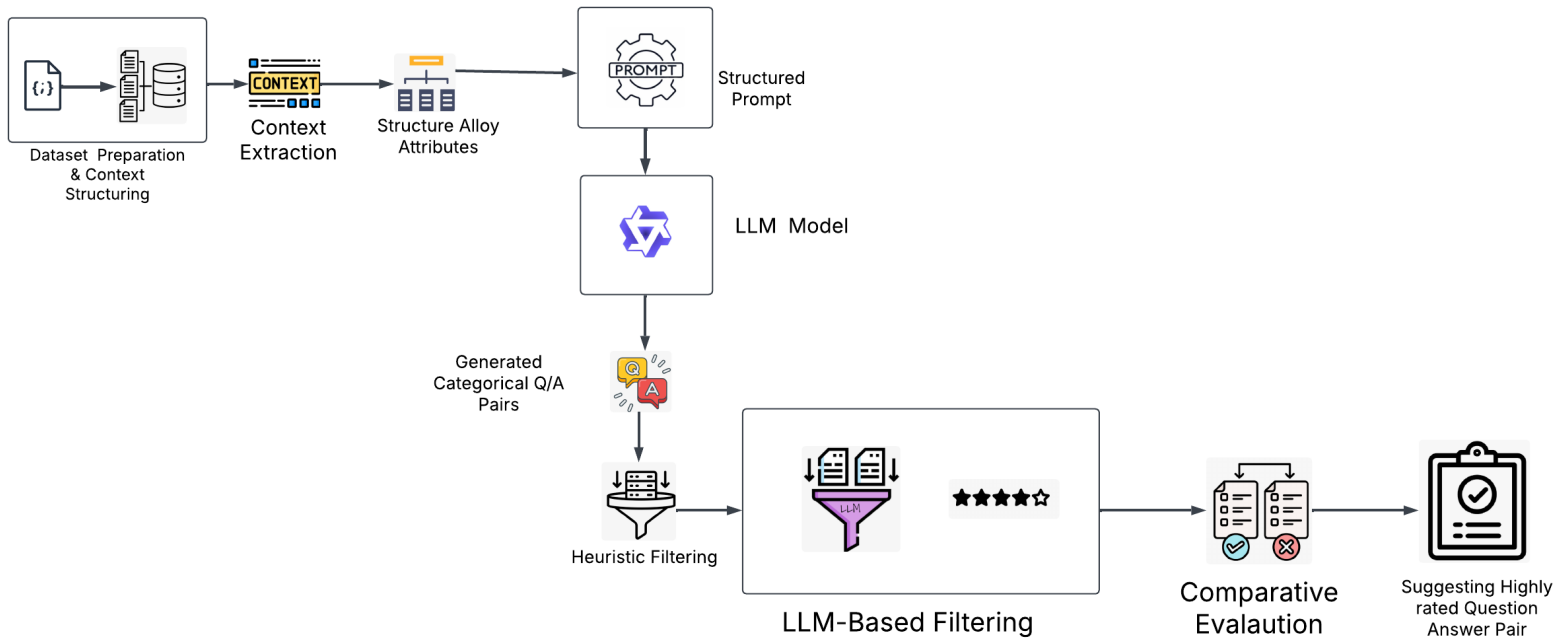 {;}
Dataset Preparation
& Context
Structuring
CONTEXT
Context
Extraction
Structure Alloy
Attributes
PROMPT
Structured
Prompt
LLM Model
Generated
Categorical Q/A
Pairs
Q
A
Heuristic Filtering
LLM
LLM-Based Filtering
Comparative
Evalaution
Suggesting Highly
rated Question
Answer Pair